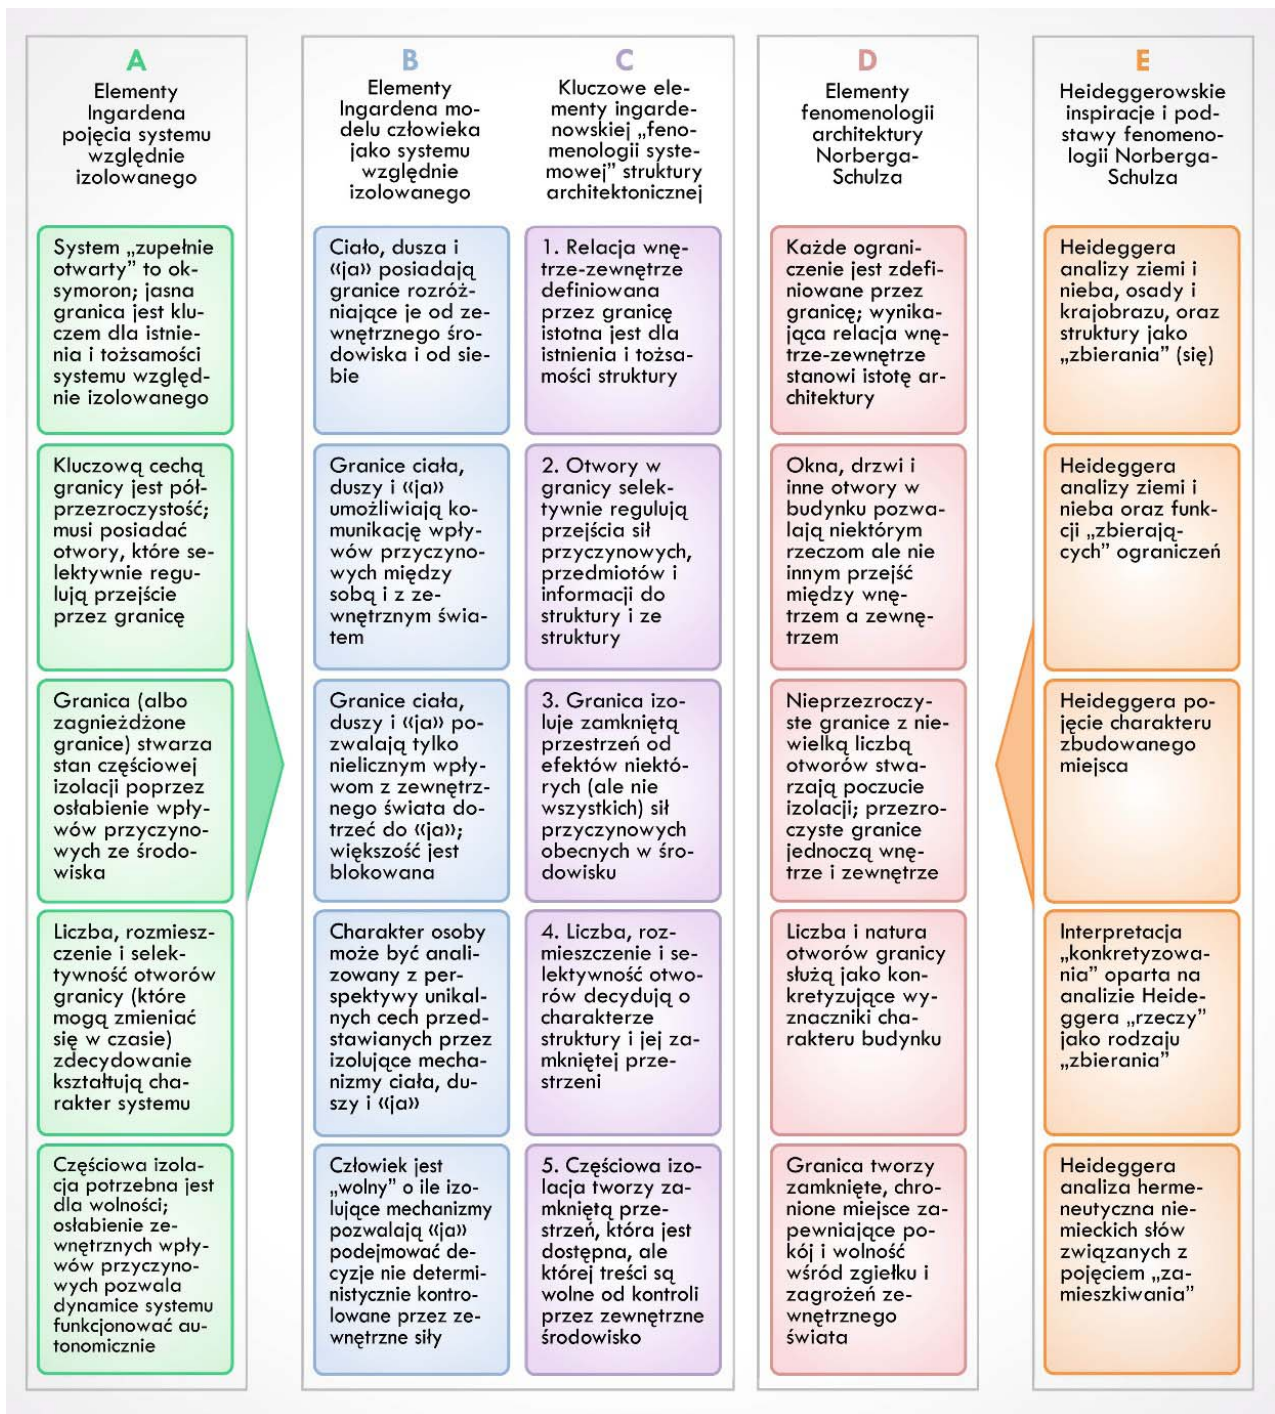 A
Elementy
Ingardena
pojęcia systemu
względnie
izolowanego
System „zupełnie
otwarty” to ok-
symoron; jasna
granica jest klu-
czem dla istnie-
nia i tożsamości
systemu względ-
nie izolowanego
Kluczową cechą
granicy jest pół-
przezroczystość;
musi posiadać
otwory, które se-
lektywnie regu-
lują przejście
przez granicę
Granica (albo
zagnieżdżone
granice) stwarza
stan częściowej
izolacji poprzez
osłabienie wpły-
wów przyczyno-
wych ze środo-
wiska
Liczba, rozmiesz-
czenie i selek-
tywność otworów
granicy (które
mogą zmieniać
się w czasie)
zdecydowanie
kształtują cha-
rakter systemu
Częściowa izola-
cja potrzebna jest
dla wolności;
osłabienie ze-
wnętrznych wpły-
wów przyczyno-
wych pozwala
dynamice systemu
funkcjonować au-
tonomicznie
B
Elementy
Ingardena mo-
delu człowieka
jako systemu
względnie
izolowanego
Ciało, dusza i
«ja» posiadają
granice rozróż-
niające je od ze-
wnętrznego śro-
dowiska i od sie-
bie
Granice ciała,
duszy i «ja»
umożliwiają ko-
munikację wpły-
wów przyczyno-
wych między
sobą i z ze-
wnętrznym świa-
tem
Granice ciała,
duszy i «ja» po-
zwalają tylko
nielicznym wpły-
wom z zewnętrz-
nego świata do-
trzeć do «ja»;
większość jest
blokowana
Charakter osoby
może być anali-
zowany z per-
spektywy unikal-
nych cech przed-
stawianych przez
izolujące mecha-
nizmy ciała, du-
szy i «ja»
Człowiek jest
„wolny” o ile izo-
lujące mechanizmy
pozwalają «ja»
podejmować de-
cyzje nie determi-
nistycznie kontro-
lowane przez ze-
wnętrzne siły
C
Kluczowe ele-
menty ingarde-
nowskiej „feno-
menologii syste-
mowej” struktury
architektonicznej
1. Relacja wnę-
trze-zewnętrze
definiowana
przez granicę
istotna jest dla
istnienia i tożsa-
mości struktury
2. Otwory w
granicy selek-
tywnie regulują
przejścia sił
przyczynowych,
przedmiotów i
informacji do
struktury i ze
struktury
3. Granica izo-
luje zamkniętą
przestrzeń od
efektów niektó-
rych (ale nie
wszystkich) sił
przyczynowych
obecnych w śro-
dowisku
4. Liczba, roz-
mieszczenie i se-
lektywność otwo-
rów decydują o
charakterze
struktury i jej za-
mkniętej prze-
strzeni
5. Częściowa izo-
lacja tworzy za-
mkniętą prze-
strzeń, która jest
dostępna, ale
której treści są
wolne od kontroli
przez zewnętrzne
środowisko
D
Elementy
fenomenologii
architektury
Norberga-
Schulza
Każde ograni-
czenie jest zdefi-
niowane przez
granicę; wynika-
jąca relacja wnę-
trze-zewnętrze
stanowi istotę ar-
chitektury
Okna, drzwi i
inne otwory w
budynku pozwa-
lają niektórym
rzeczom ale nie
innym przejść
między wnę-
trzem a zewnę-
trzem
Nieprzezroczy-
ste granice z nie-
wielką liczbą
otworów stwa-
rzają poczucie
izolacji; przezro-
czyste granice
jednoczą wnę-
trze i zewnętrze
Liczba i natura
otworów granicy
służą jako kon-
kretyzujące wy-
znaczniki cha-
rakteru budynku
Granica tworzy
zamknięte, chro-
nione miejsce za-
pewniające po-
kój i wolność
wśród zgiełku i
zagrożeń ze-
wnętrznego
świata
E
Heideggerowskie
inspiracje i pod-
stawy fenomeno-
logii Norberga-
Schulza
Heideggera
analizy ziemi i
nieba, osady i
krajobrazu, oraz
struktury jako
„zbierania” (się)
Heideggera
analizy ziemi i
nieba oraz funk-
cji „zbierają-
cych” ograniczeń
Heideggera po-
jęcie charakteru
zbudowanego
miejsca
Interpretacja
„konkretyzowa-
nia” oparta na
analizie Heide-
ggera „rzeczy”
jako rodzaju
„zbierania”
Heideggera
analiza herme-
neutyczna nie-
mieckich słów
związanych z
pojęciem „za-
mieszkiwania”